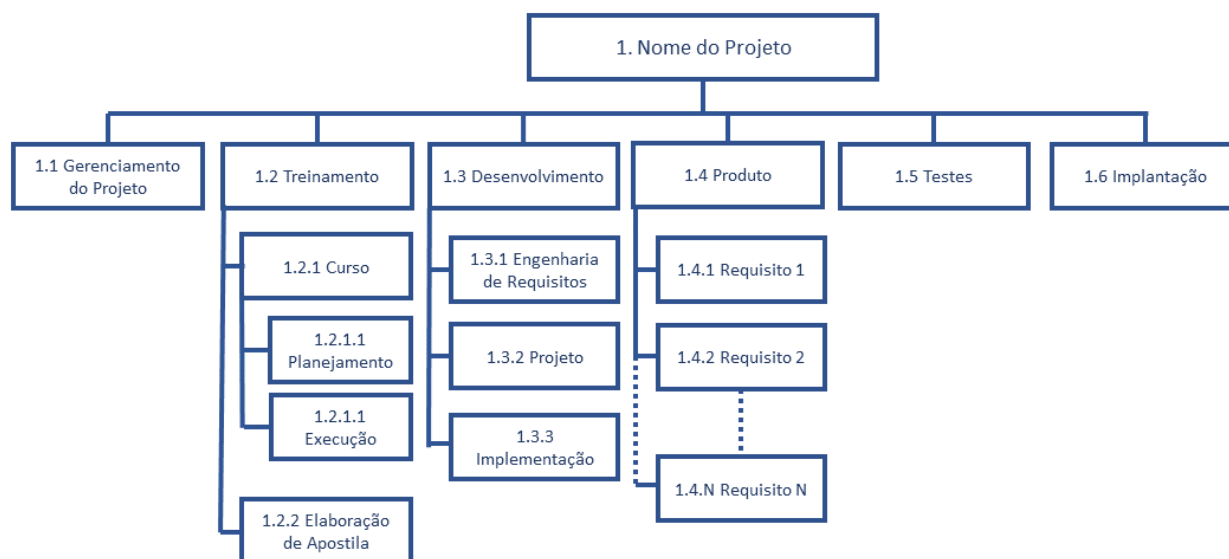 1. Nome do Projeto
1.1 Gerenciamento
do Projeto
1.2 Treinamento
1.3 Desenvolvimento
1.4 Produto
1.5 Testes
1.6 Implantação
1.2.1 Curso
1.2.1.1
Planejamento
1.2.1.1
Execução
1.2.2 Elaboração
de Apostila
1.3.1 Engenharia
de Requisitos
1.3.2 Projeto
1.3.3
Implementação
1.4.1 Requisito 1
1.4.2 Requisito 2
1.4.N Requisito N